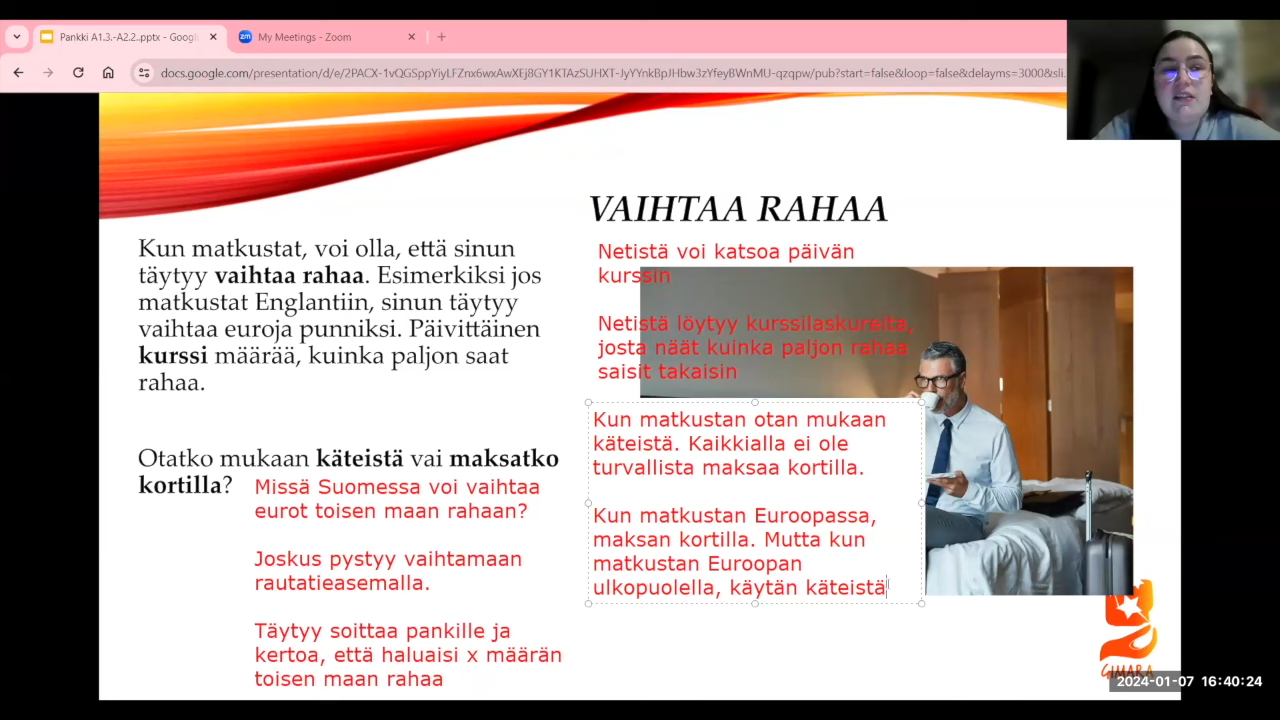 Pankki A1.3.-A2.2..pptx - Googl
My Meetings - Zoom
docs.google.com/presentation/d/e/2PACX-1vQGSppYiyLFZnx6wxAwXEj8GY1KTAzSUHXT-JyYYnkBpJHbw3zYfeyBWnMU-qzqpw/pub?start=false&loop=false&delayms=3000&sli.
VAIHTAA RAHAA
Kun matkustat, voi olla, että sinun
täytyy vaihtaa rahaa. Esimerkiksi jos
matkustat Englantiin, sinun täytyy
vaihtaa euroja punniksi. Päivittäinen
kurssi määrää, kuinka paljon saat
rahaa.
Otatko mukaan käteistä vai maksatko
kortilla?
Missä Suomessa voi vaihtaa
eurot toisen maan rahaan?
Joskus pystyy vaihtamaan
rautatieasemalla.
Täytyy soittaa pankille ja
kertoa, että haluaisi x määrän
toisen maan rahaa
Netistä voi katsoa päivän
kurssin
Netistä löytyy kurssilaskureita,
josta näät kuinka paljon rahaa
saisit takaisin
Kun matkustan otan mukaan
käteistä. Kaikkialla ei ole
turvallista maksaa kortilla.
Kun matkustan Euroopassa,
maksan kortilla. Mutta kun
matkustan Euroopan
ulkopuolella, käytän käteistä
GIMARA
2024-01-07 16:40:24